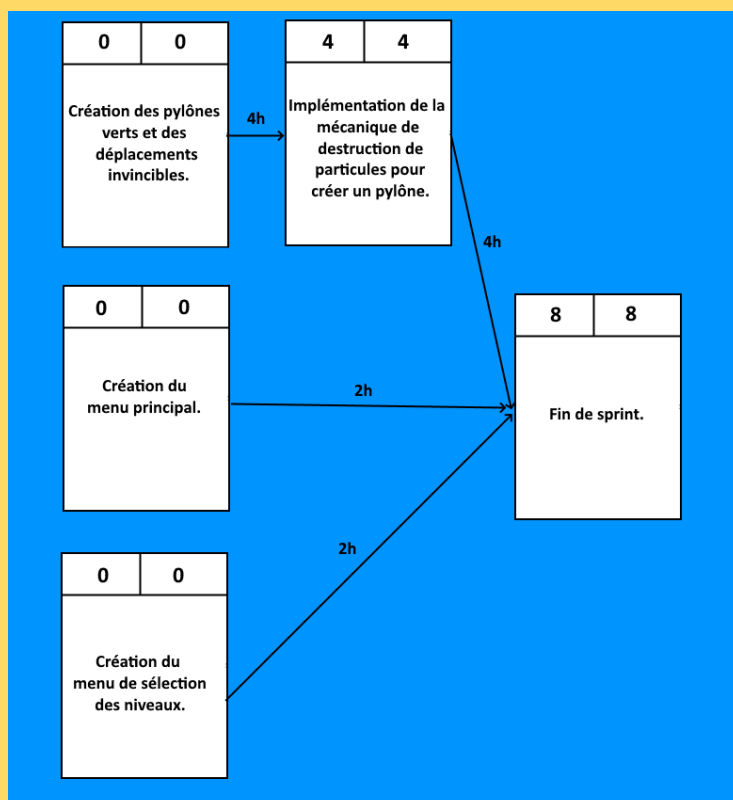 0 0
Création des pylônes
verts et des
déplacements
invincibles.
4h
4 4
Implémentation de la
mécanique de
destruction de
particules pour
créer un pylône.
4h
0 0
Création du
menu principal.
2h
8 8
Fin de sprint.
0 0
Création du
menu de sélection
des niveaux.
2h